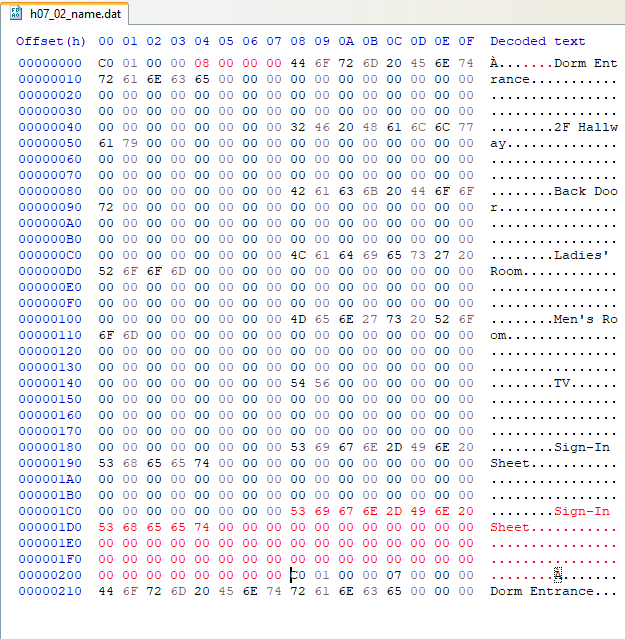 h07_02_name.dat
Offset(h) 00 01 02 03 04 05 06 07 08 09 0A 0B 0C 0D 0E 0F Decoded text
00000000 C0 01 00 00 08 00 00 00 44 6F 72 6D 20 45 6E 74 À.......Dorm Ent
00000010 72 61 6E 63 65 00 00 00 00 00 00 00 00 00 00 00 rance...........
00000020 00 00 00 00 00 00 00 00 00 00 00 00 00 00 00 00 ................
00000030 00 00 00 00 00 00 00 00 00 00 00 00 00 00 00 00 ................
00000040 00 00 00 00 00 00 00 00 32 46 20 48 61 6C 6C 77 ........2F Hallw
00000050 61 79 00 00 00 00 00 00 00 00 00 00 00 00 00 00 ay..............
00000060 00 00 00 00 00 00 00 00 00 00 00 00 00 00 00 00 ................
00000070 00 00 00 00 00 00 00 00 00 00 00 00 00 00 00 00 ................
00000080 00 00 00 00 00 00 00 00 42 61 63 6B 20 44 6F 6F ........Back Doo
00000090 72 00 00 00 00 00 00 00 00 00 00 00 00 00 00 00 r...............
000000A0 00 00 00 00 00 00 00 00 00 00 00 00 00 00 00 00 ................
000000B0 00 00 00 00 00 00 00 00 00 00 00 00 00 00 00 00 ................
000000C0 00 00 00 00 00 00 00 00 4C 61 64 69 65 73 27 20 ........Ladies'
000000D0 52 6F 6F 6D 00 00 00 00 00 00 00 00 00 00 00 00 Room............
000000E0 00 00 00 00 00 00 00 00 00 00 00 00 00 00 00 00 ................
000000F0 00 00 00 00 00 00 00 00 00 00 00 00 00 00 00 00 ................
00000100 00 00 00 00 00 00 00 00 4D 65 6E 27 73 20 52 6F ........Men's Ro
00000110 6F 6D 00 00 00 00 00 00 00 00 00 00 00 00 00 00 om..............
00000120 00 00 00 00 00 00 00 00 00 00 00 00 00 00 00 00 ................
00000130 00 00 00 00 00 00 00 00 00 00 00 00 00 00 00 00 ................
00000140 00 00 00 00 00 00 00 00 54 56 00 00 00 00 00 00 ........TV......
00000150 00 00 00 00 00 00 00 00 00 00 00 00 00 00 00 00 ................
00000160 00 00 00 00 00 00 00 00 00 00 00 00 00 00 00 00 ................
00000170 00 00 00 00 00 00 00 00 00 00 00 00 00 00 00 00 ................
00000180 00 00 00 00 00 00 00 00 53 69 67 6E 2D 49 6E 20 ........Sign-In
00000190 53 68 65 65 74 00 00 00 00 00 00 00 00 00 00 00 Sheet...........
000001A0 00 00 00 00 00 00 00 00 00 00 00 00 00 00 00 00 ................
000001B0 00 00 00 00 00 00 00 00 00 00 00 00 00 00 00 00 ................
000001C0 00 00 00 00 00 00 00 00 53 69 67 6E 2D 49 6E 20 ........Sign-In
000001D0 53 68 65 65 74 00 00 00 00 00 00 00 00 00 00 00 Sheet...........
000001E0 00 00 00 00 00 00 00 00 00 00 00 00 00 00 00 00 ................
000001F0 00 00 00 00 00 00 00 00 00 00 00 00 00 00 00 00 ................
00000200 00 00 00 00 00 00 00 00 C0 01 00 00 07 00 00 00 ........À.......
00000210 44 6F 72 6D 20 45 6E 74 72 61 6E 63 65 00 00 00 Dorm Entrance...